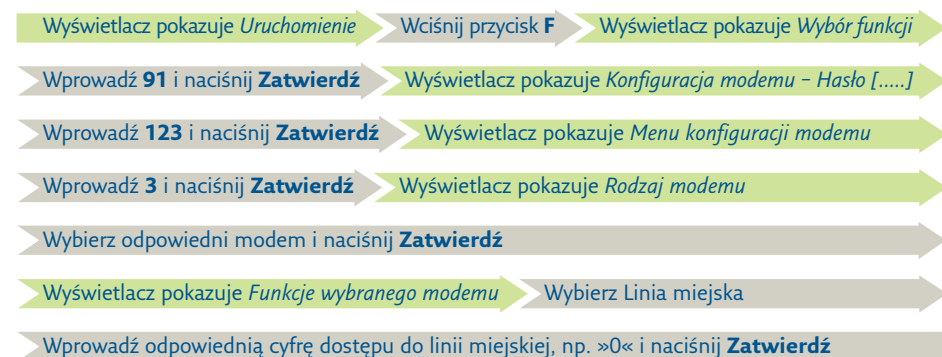 Wyświetlacz pokazuje Uruchomienie Wciśnij przycisk F Wyświetlacz pokazuje Wybór funkcji
Wprowadź 91 i naciśnij Zatwierdź Wyświetlacz pokazuje Konfiguracja modemu – Hasło [.....]
Wprowadź 123 i naciśnij Zatwierdź Wyświetlacz pokazuje Menu konfiguracji modemu
Wprowadź 3 i naciśnij Zatwierdź Wyświetlacz pokazuje Rodzaj modemu
Wybierz odpowiedni modem i naciśnij Zatwierdź
Wyświetlacz pokazuje Funkcje wybranego modemu Wybierz Linia miejska
Wprowadź odpowiednią cyfrę dostępu do linii miejskiej, np. »0« i naciśnij Zatwierdź